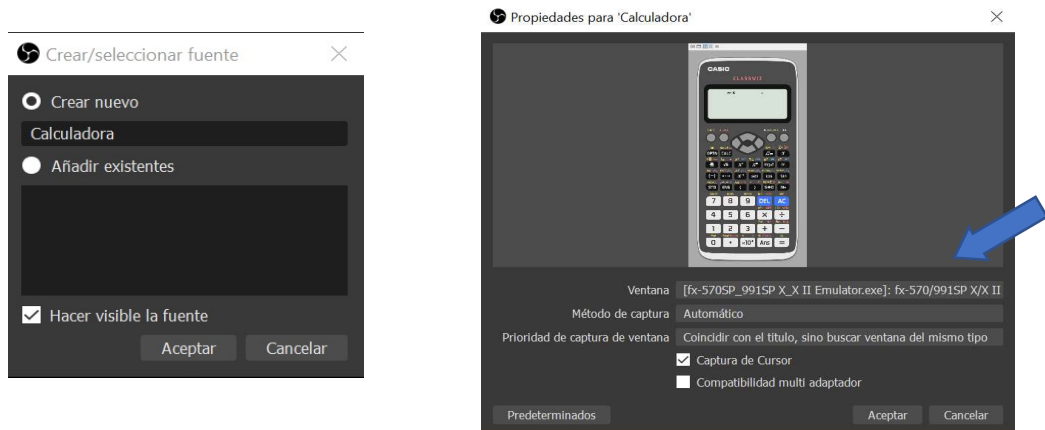 Crear/seleccionar fuente
Crear nuevo
Calculadora
Añadir existentes
Hacer visible la fuente
Aceptar Cancelar
Propiedades para 'Calculadora'
CASIO
CLASSWIZ
OPTN CALC
7 8 9 DEL AC
4 5 6 × ÷
1 2 3 + −
0 • Ans =
Ventana [fx-570SP_991SP X_X II Emulator.exe]: fx-570/991SP X/X II
Método de captura Automático
Prioridad de captura de ventana Coincidir con el titulo, sino buscar ventana del mismo tipo
Captura de Cursor
Compatibilidad multi adaptador
Predeterminados Aceptar Cancelar